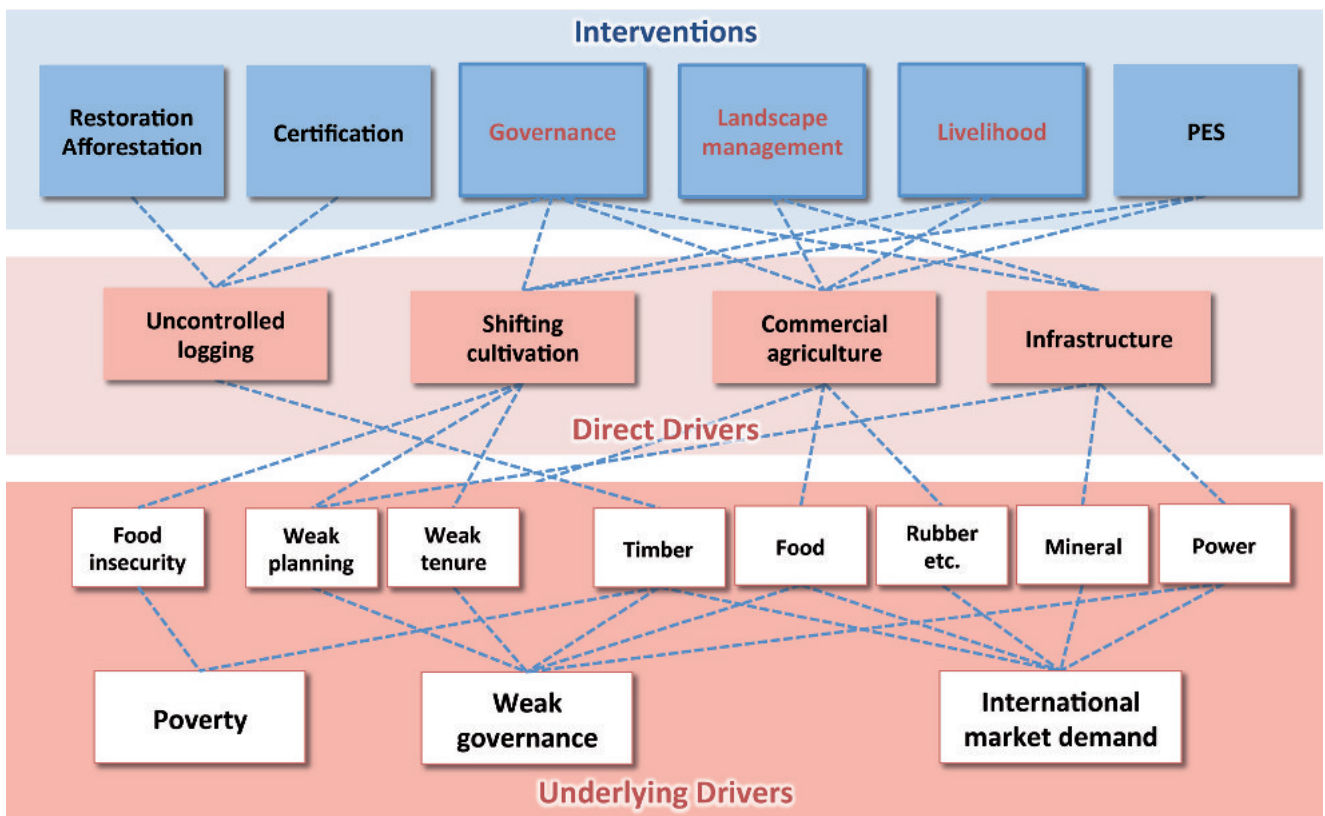 Interventions
Restoration
Afforestation
Certification
Governance
Landscape
management
Livelihood
PES
Uncontrolled
logging
Shifting
cultivation
Commercial
agriculture
Infrastructure
Direct Drivers
Food
insecurity
Weak
planning
Weak
tenure
Timber
Food
Rubber
etc.
Mineral
Power
Poverty
Weak
governance
International
market demand
Underlying Drivers